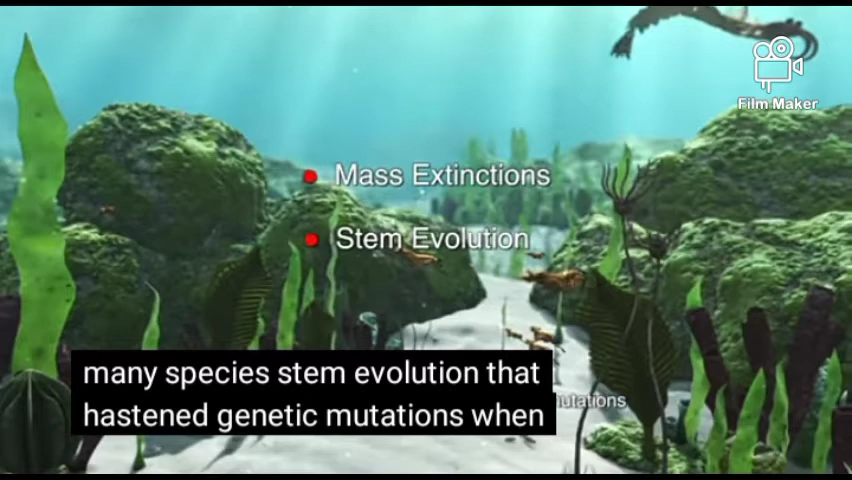 Film Maker
Mass Extinctions
Stem Evolution
many species stem evolution that
hastened genetic mutations when